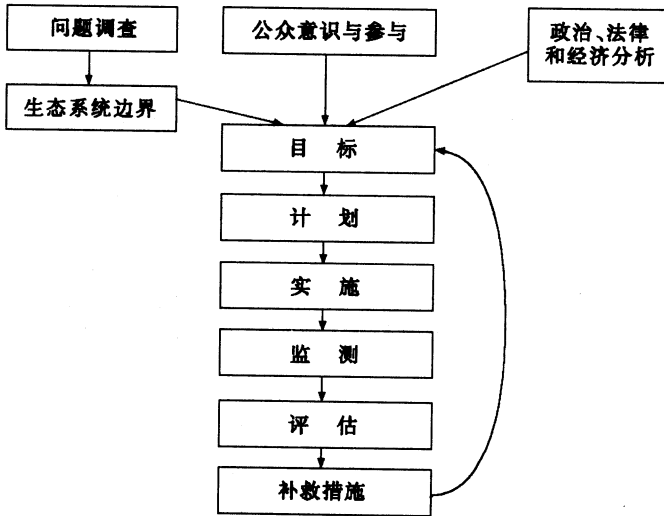 问题调查
公众意识与参与
政治、法律
和经济分析
生态系统边界
目 标
计 划
实 施
监 测
评 估
补救措施